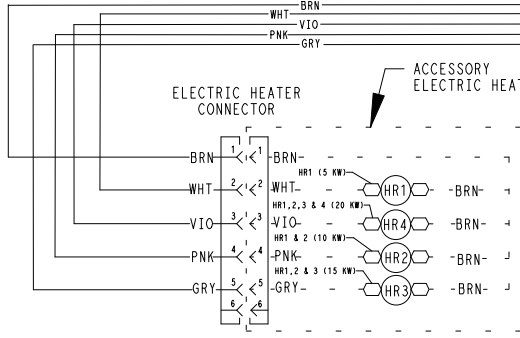 BRN
WHT
VIO
PNK
GRY
ACCESSORY
ELECTRIC HEAT
ELECTRIC HEATER
CONNECTOR
BRN 1 1 BRN
HR1 (5 KW)
WHT 2 2 WHT HR1 BRN
HR1,2,3 & 4 (20 KW)
VIO 3 3 VIO HR4 BRN
HR1 & 2 (10 KW)
PNK 4 4 PNK HR2 BRN
HR1,2 & 3 (15 KW)
GRY 5 5 GRY HR3 BRN
6 6